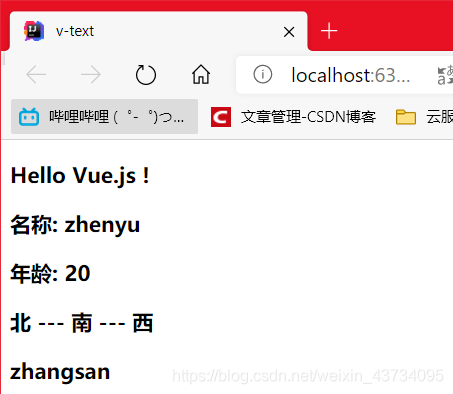 v-text
localhost:63...
哔哩哔哩 (゜-゜)つ... 文章管理-CSDN博客 云服
Hello Vue.js !
名称: zhenyu
年龄: 20
北 --- 南 --- 西
zhangsan
https://blog.csdn.net/weixin_43734095